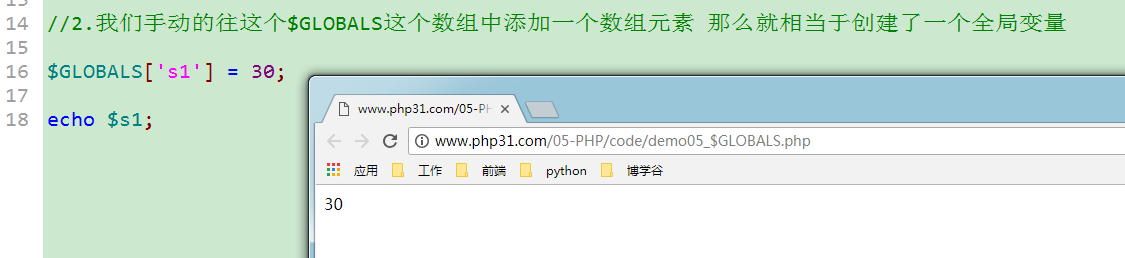 14 //2.我们手动的往这个$GLOBALS这个数组中添加一个数组元素 那么就相当于创建了一个全局变量
15
16 $GLOBALS['s1'] = 30;
17
18 echo $s1;
www.php31.com/05-PH
www.php31.com/05-PHP/code/demo05_$GLOBALS.php
应用 工作 前端 python 博学谷
30